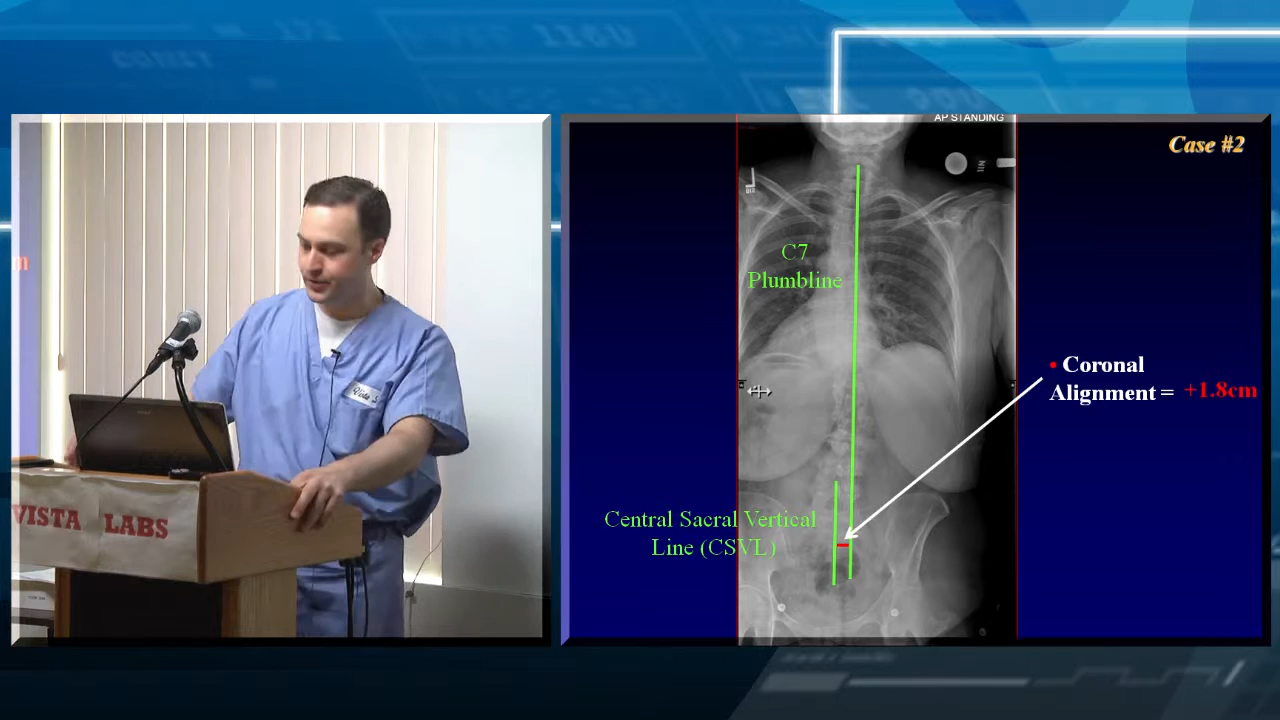 AP STANDING
Case #2
L
C7
Plumbline
• Coronal
Alignment = +1.8cm
Central Sacral Vertical
Line (CSVL)
VISTA LABS